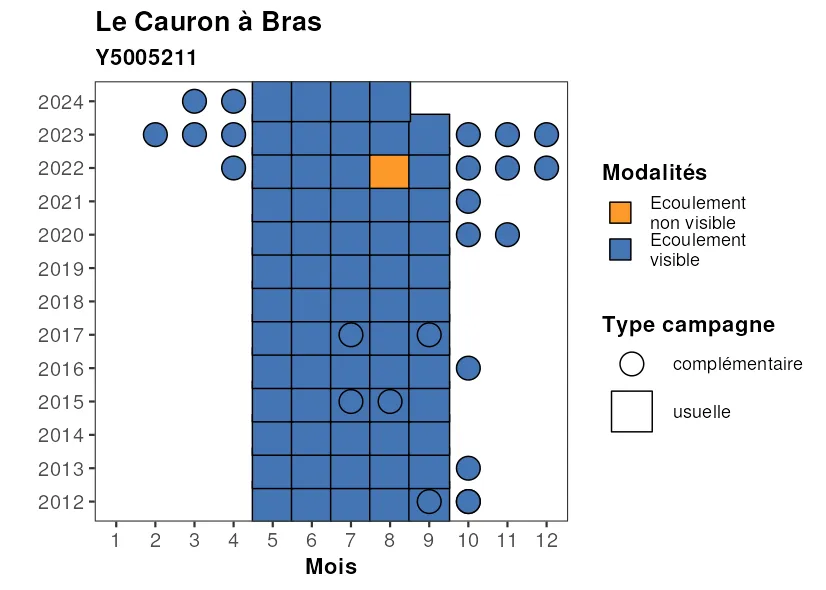 Le Cauron à Bras
Y5005211
2024
2023
2022
2021
2020
2019
2018
2017
2016
2015
2014
2013
2012
1 2 3 4 5 6 7 8 9 10 11 12
Mois
Modalités
Ecoulement
non visible
Ecoulement
visible
Type campagne
complémentaire
usuelle